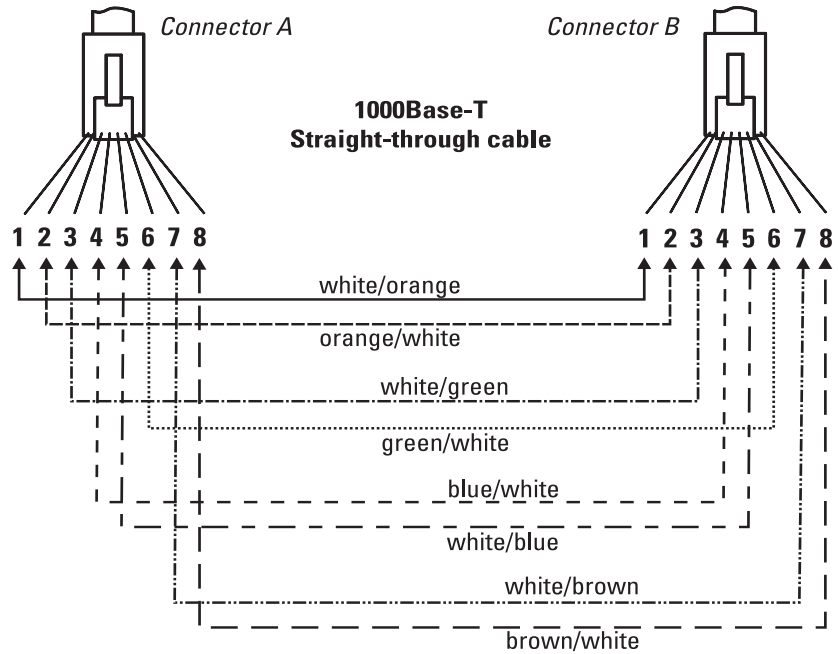 Connector A
Connector B
1000Base-T
Straight-through cable
1 2 3 4 5 6 7 8
1 2 3 4 5 6 7 8
white/orange
orange/white
white/green
green/white
blue/white
white/blue
white/brown
brown/white